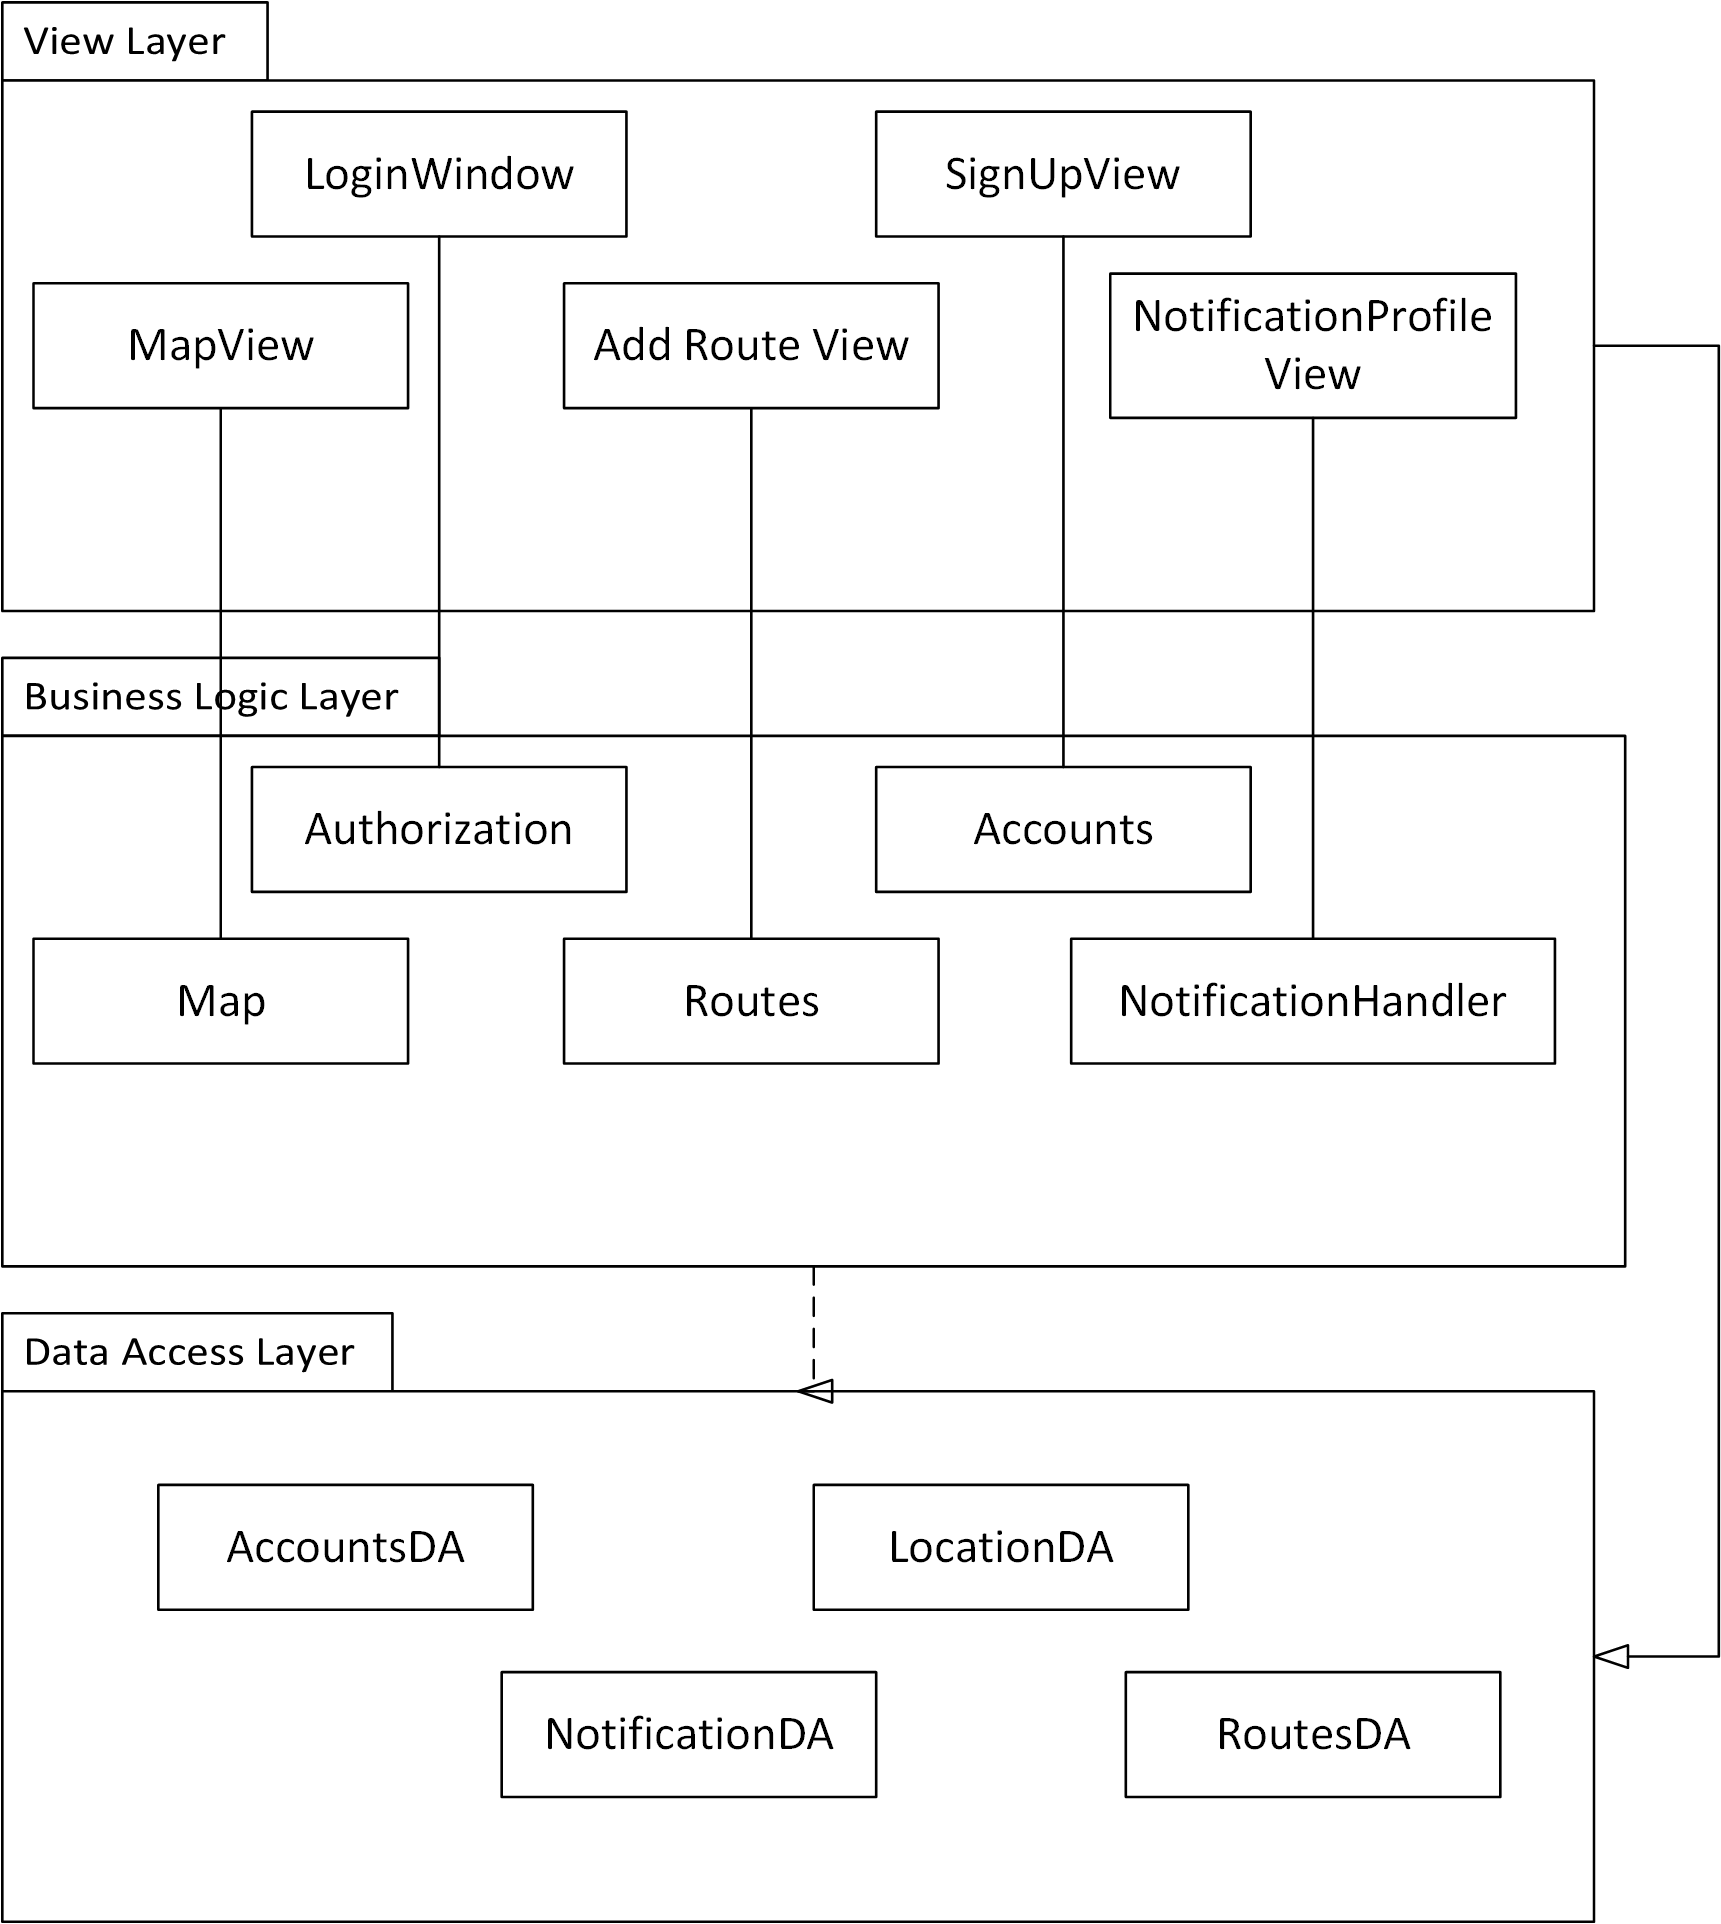 View Layer
LoginWindow
SignUpView
MapView
Add Route View
NotificationProfile
View
Business Logic Layer
Authorization
Accounts
Map
Routes
NotificationHandler
Data Access Layer
AccountsDA
LocationDA
NotificationDA
RoutesDA